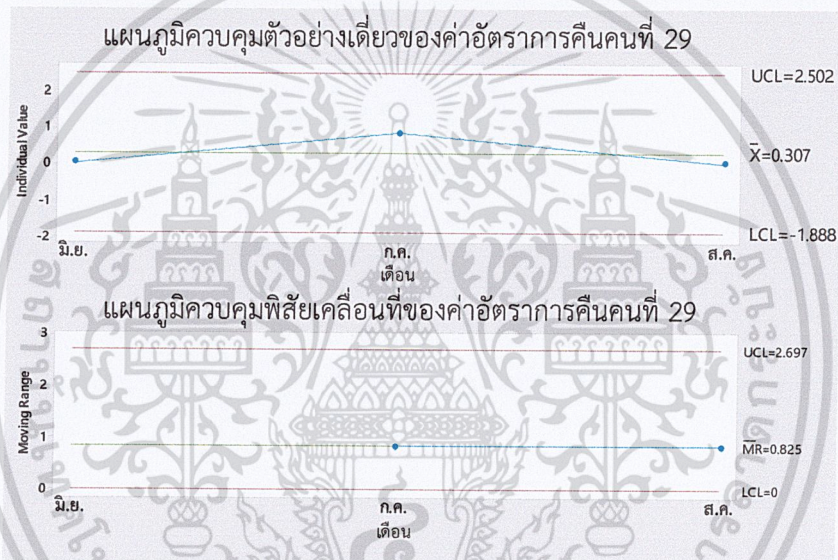 แผนภูมิควบคุมตัวอย่างเดี่ยวของค่าอัตราการคืนคนที่ 29
UCL=2.502
2
1
X̄=0.307
0
-1
LCL=-1.888
-2
Individual Value
มิ.ย.
ก.ค.
ส.ค.
เดือน
แผนภูมิควบคุมพิสัยเคลื่อนที่ของค่าอัตราการคืนคนที่ 29
3
UCL=2.697
2
1
M̅R̅=0.825
0
LCL=0
Moving Range
มิ.ย.
ก.ค.
ส.ค.
เดือน